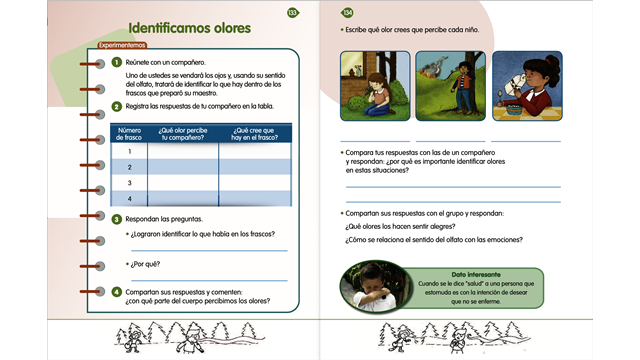 133
Identificamos olores
Experimentemos
1 Reúnete con un compañero.
Uno de ustedes se vendará los ojos y, usando su sentido
del olfato, tratará de identificar lo que hay dentro de los
frascos que preparó su maestro.
2 Registra las respuestas de tu compañero en la tabla.
Número de frasco ¿Qué olor percibe tu compañero? ¿Qué cree que hay en el frasco?
1
2
3
4
3 Respondan las preguntas.
• ¿Lograron identificar lo que había en los frascos?
• ¿Por qué?
4 Compartan sus respuestas y comenten:
¿con qué parte del cuerpo percibimos los olores?
134
• Escribe qué olor crees que percibe cada niño.
• Compara tus respuestas con las de un compañero
y respondan: ¿por qué es importante identificar olores
en estas situaciones?
• Compartan sus respuestas con el grupo y respondan:
¿Qué olores los hacen sentir alegres?
¿Cómo se relaciona el sentido del olfato con las emociones?
Dato interesante
Cuando se le dice "salud" a una persona que
estornuda es con la intención de desear
que no se enferme.